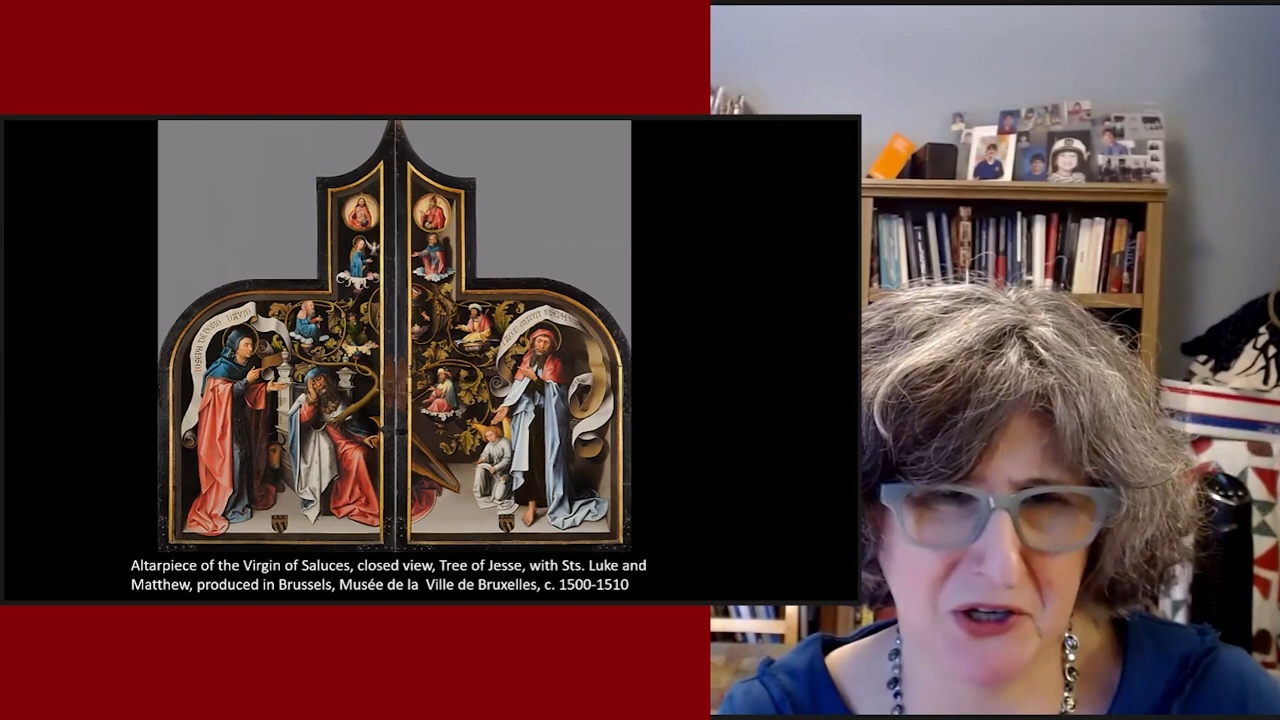 Altarpiece of the Virgin of Saluces, closed view, Tree of Jesse, with Sts. Luke and
Matthew, produced in Brussels, Musée de la  Ville de Bruxelles, c. 1500-1510